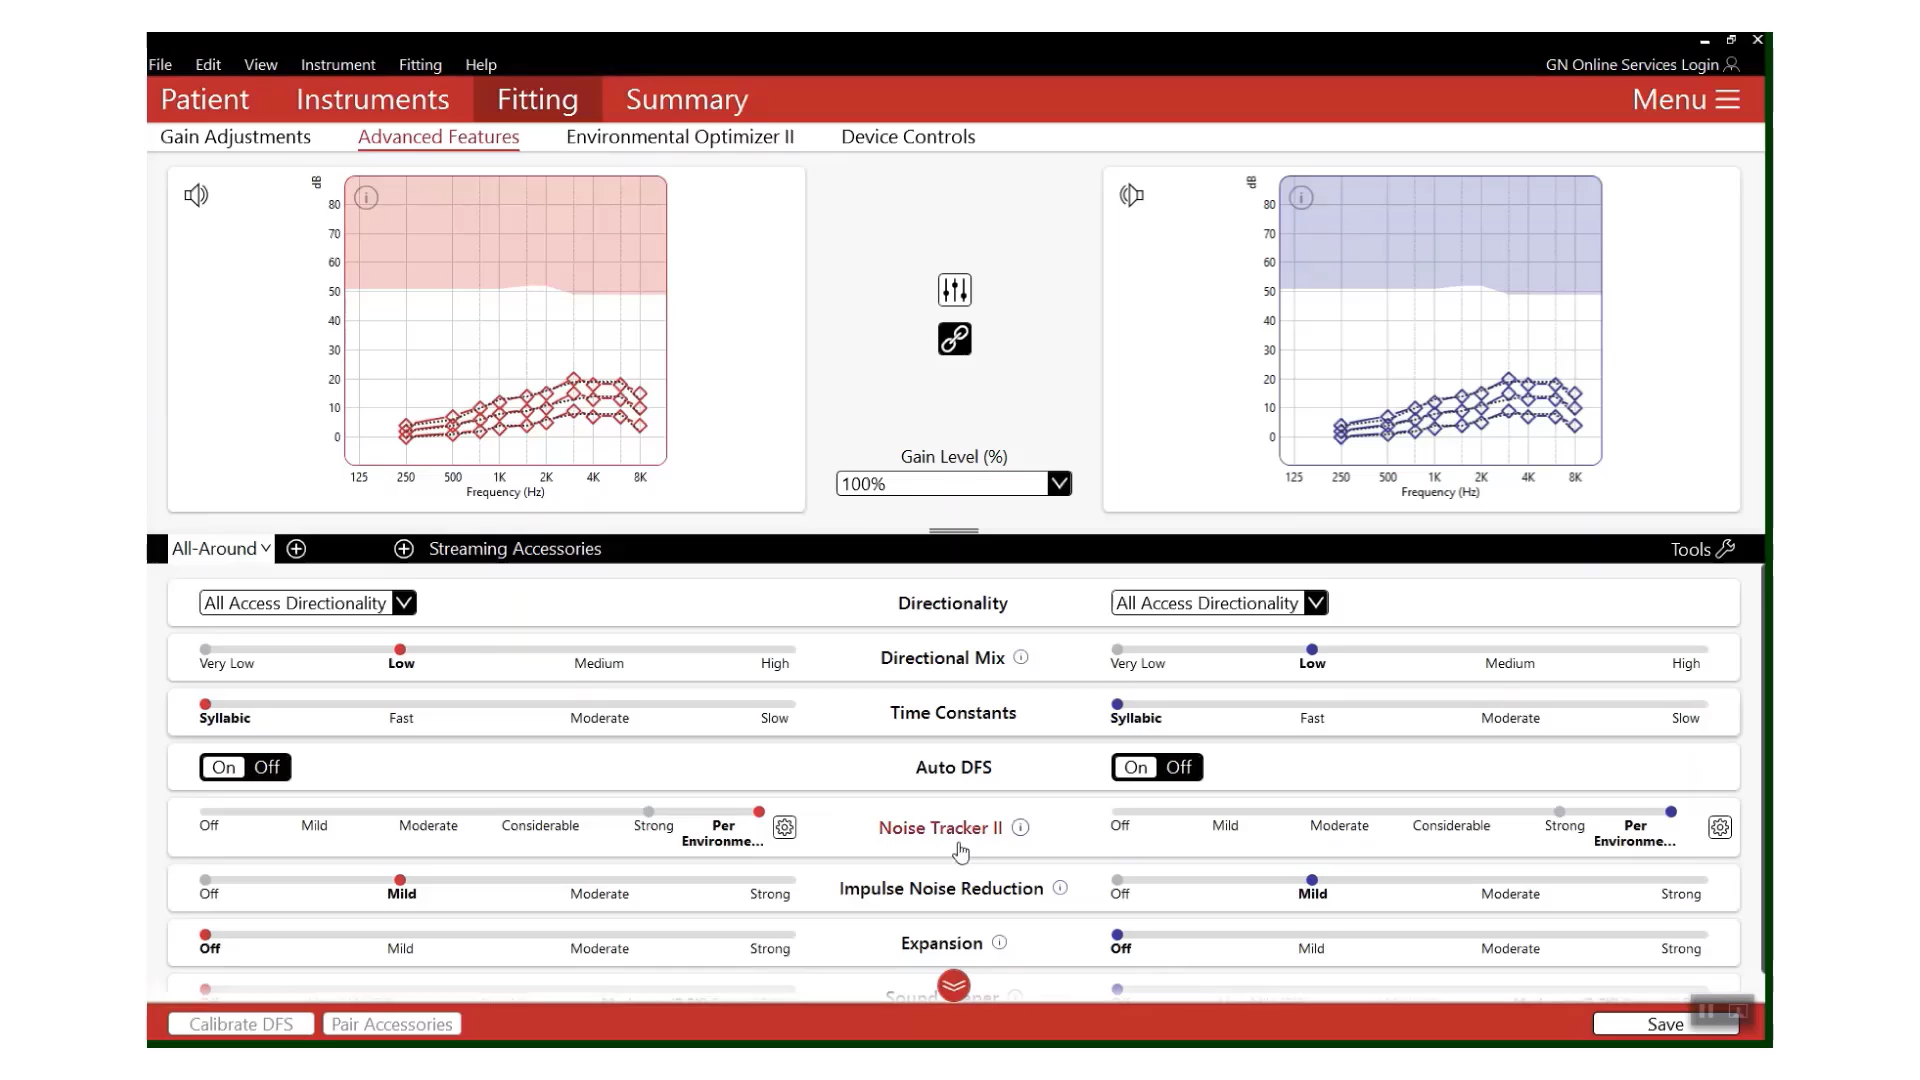 File Edit View Instrument Fitting Help GN Online Services Login
Patient Instruments Fitting Summary Menu
Gain Adjustments Advanced Features Environmental Optimizer II Device Controls
dB
80
70
60
50
40
30
20
10
0
125 250 500 1K 2K 4K 8K
Frequency (Hz)
Gain Level (%)
100%
dB
80
70
60
50
40
30
20
10
0
125 250 500 1K 2K 4K 8K
Frequency (Hz)
All-Around Streaming Accessories Tools
All Access Directionality Directionality All Access Directionality
Very Low Low Medium High Directional Mix Very Low Low Medium High
Syllabic Fast Moderate Slow Time Constants Syllabic Fast Moderate Slow
On Off Auto DFS On Off
Off Mild Moderate Considerable Strong Per Environme... Noise Tracker II Off Mild Moderate Considerable Strong Per Environme...
Off Mild Moderate Strong Impulse Noise Reduction Off Mild Moderate Strong
Off Mild Moderate Strong Expansion Off Mild Moderate Strong
Calibrate DFS Pair Accessories Save